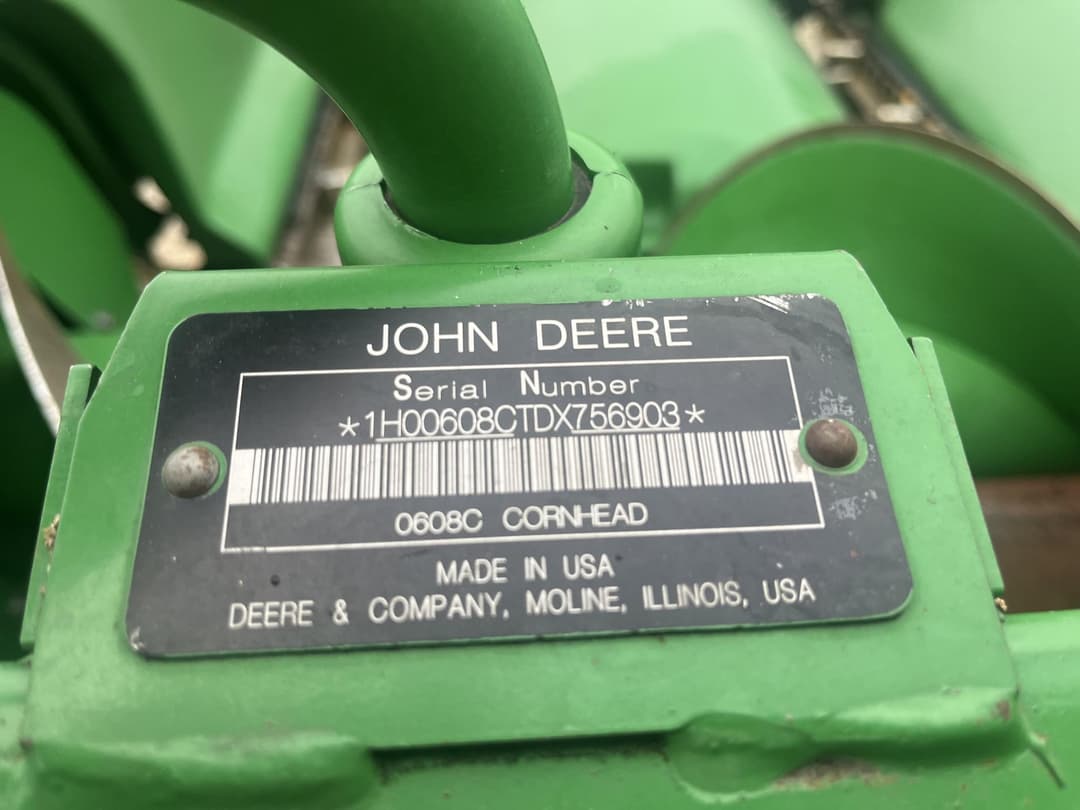 JOHN DEERE
Serial Number
*1H00608CTDX756903*
0608C CORNHEAD
MADE IN USA
DEERE & COMPANY, MOLINE, ILLINOIS, USA